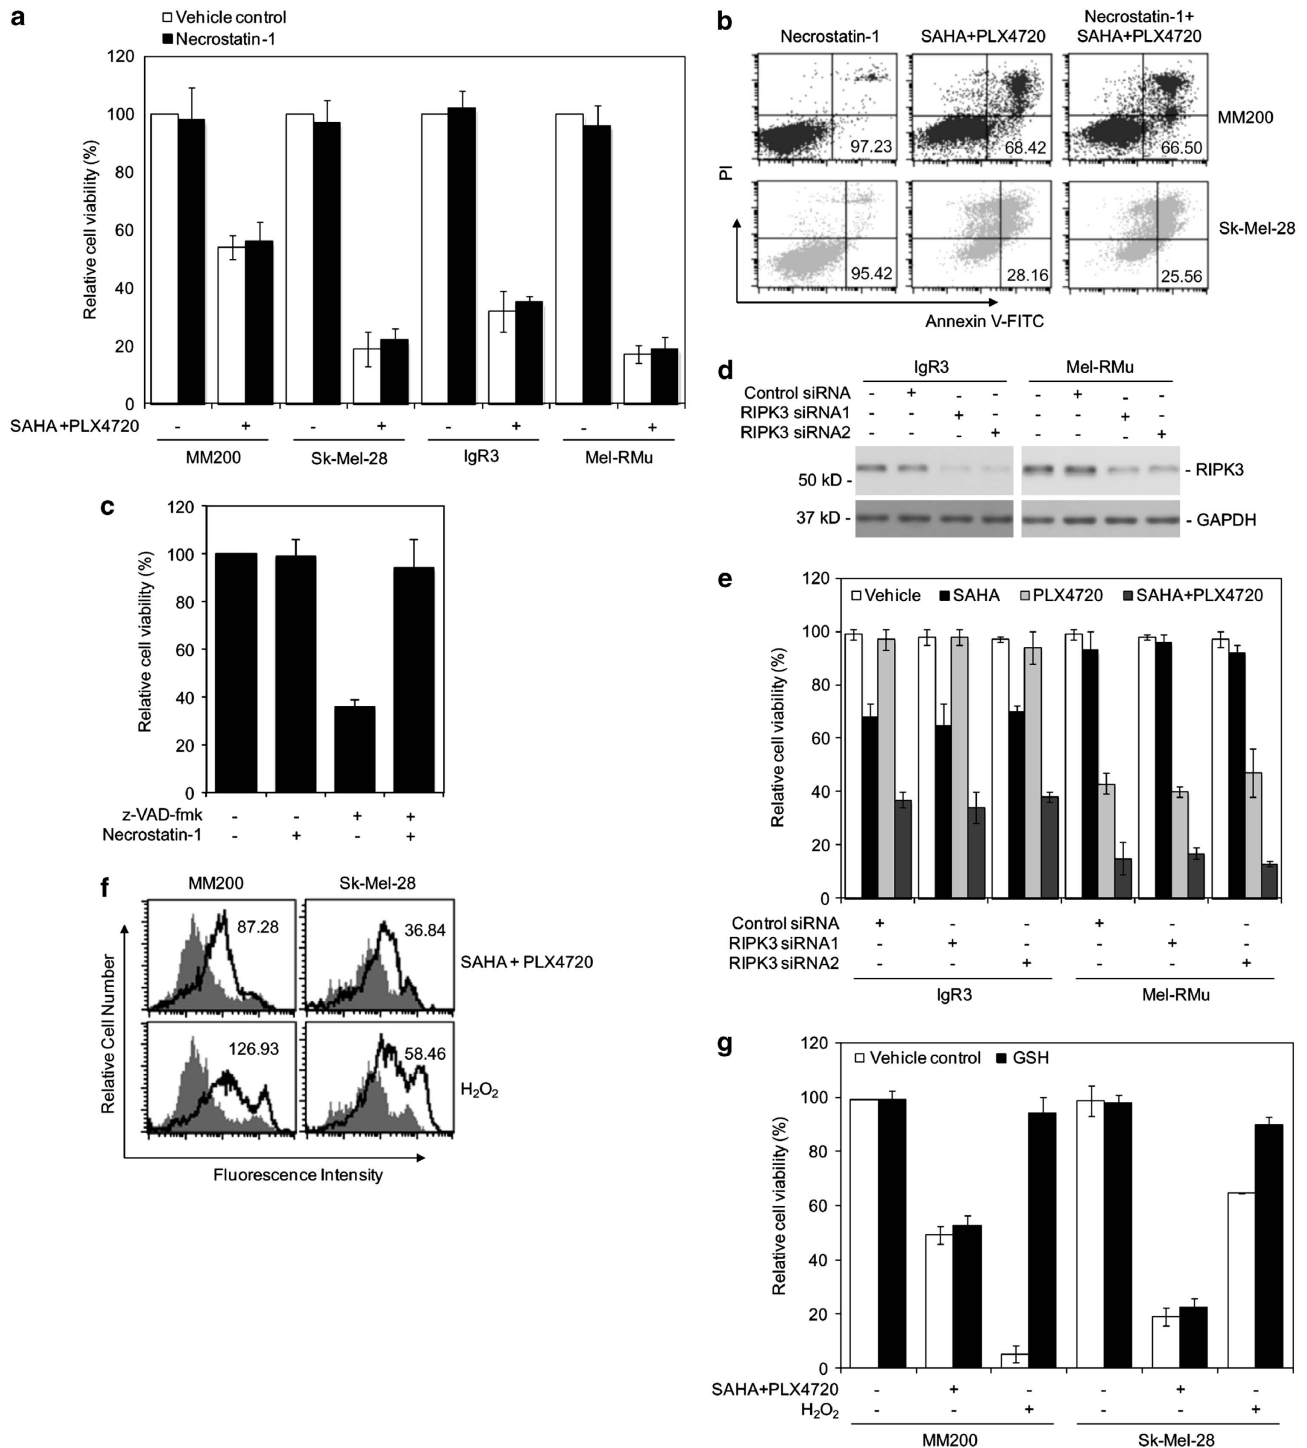 a
Vehicle control
Necrostatin-1
120
100
80
60
40
20
0
Relative cell viability (%)
SAHA+PLX4720 - + - + - + - +
MM200 Sk-Mel-28 IgR3 Mel-RMu
b
Necrostatin-1 SAHA+PLX4720 Necrostatin-1+
SAHA+PLX4720
97.23 68.42 66.50
MM200
PI
95.42 28.16 25.56
Sk-Mel-28
Annexin V-FITC
c
120
100
80
60
40
20
0
Relative cell viability (%)
z-VAD-fmk - - + +
Necrostatin-1 - + - +
d
IgR3 Mel-RMu
Control siRNA - + - - - + - -
RIPK3 siRNA1 - - + - - - + -
RIPK3 siRNA2 - - - + - - - +
50 kD -
- RIPK3
37 kD -
- GAPDH
e
Vehicle SAHA PLX4720 SAHA+PLX4720
120
100
80
60
40
20
0
Relative cell viability (%)
Control siRNA + - - + - -
RIPK3 siRNA1 - + - - + -
RIPK3 siRNA2 - - + - - +
IgR3 Mel-RMu
f
MM200 Sk-Mel-28
87.28 36.84
SAHA + PLX4720
126.93 58.46
H₂O₂
Relative Cell Number
Fluorescence Intensity
g
Vehicle control GSH
120
100
80
60
40
20
0
Relative cell viability (%)
SAHA+PLX4720 - + - - + -
H₂O₂ - - + - - +
MM200 Sk-Mel-28